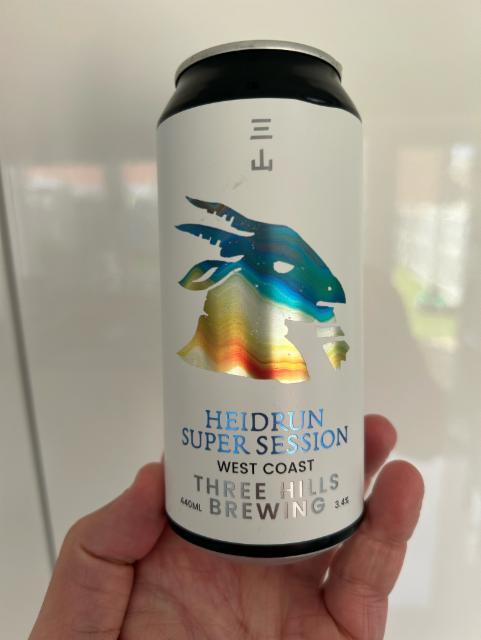 三
山
HEIDRUN
SUPER SESSION
WEST COAST
THREE HILLS
440ML BREWING 3.4%